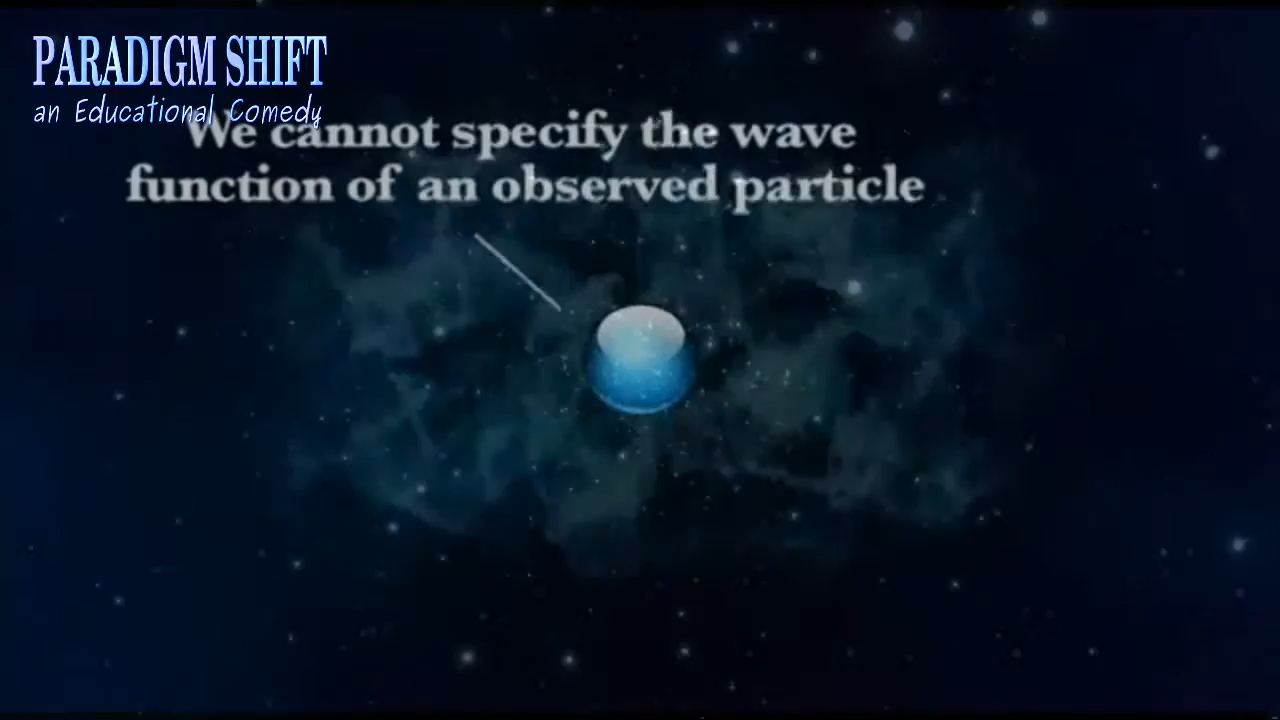 PARADIGM SHIFT
an Educational Comedy
We cannot specify the wave
function of an observed particle